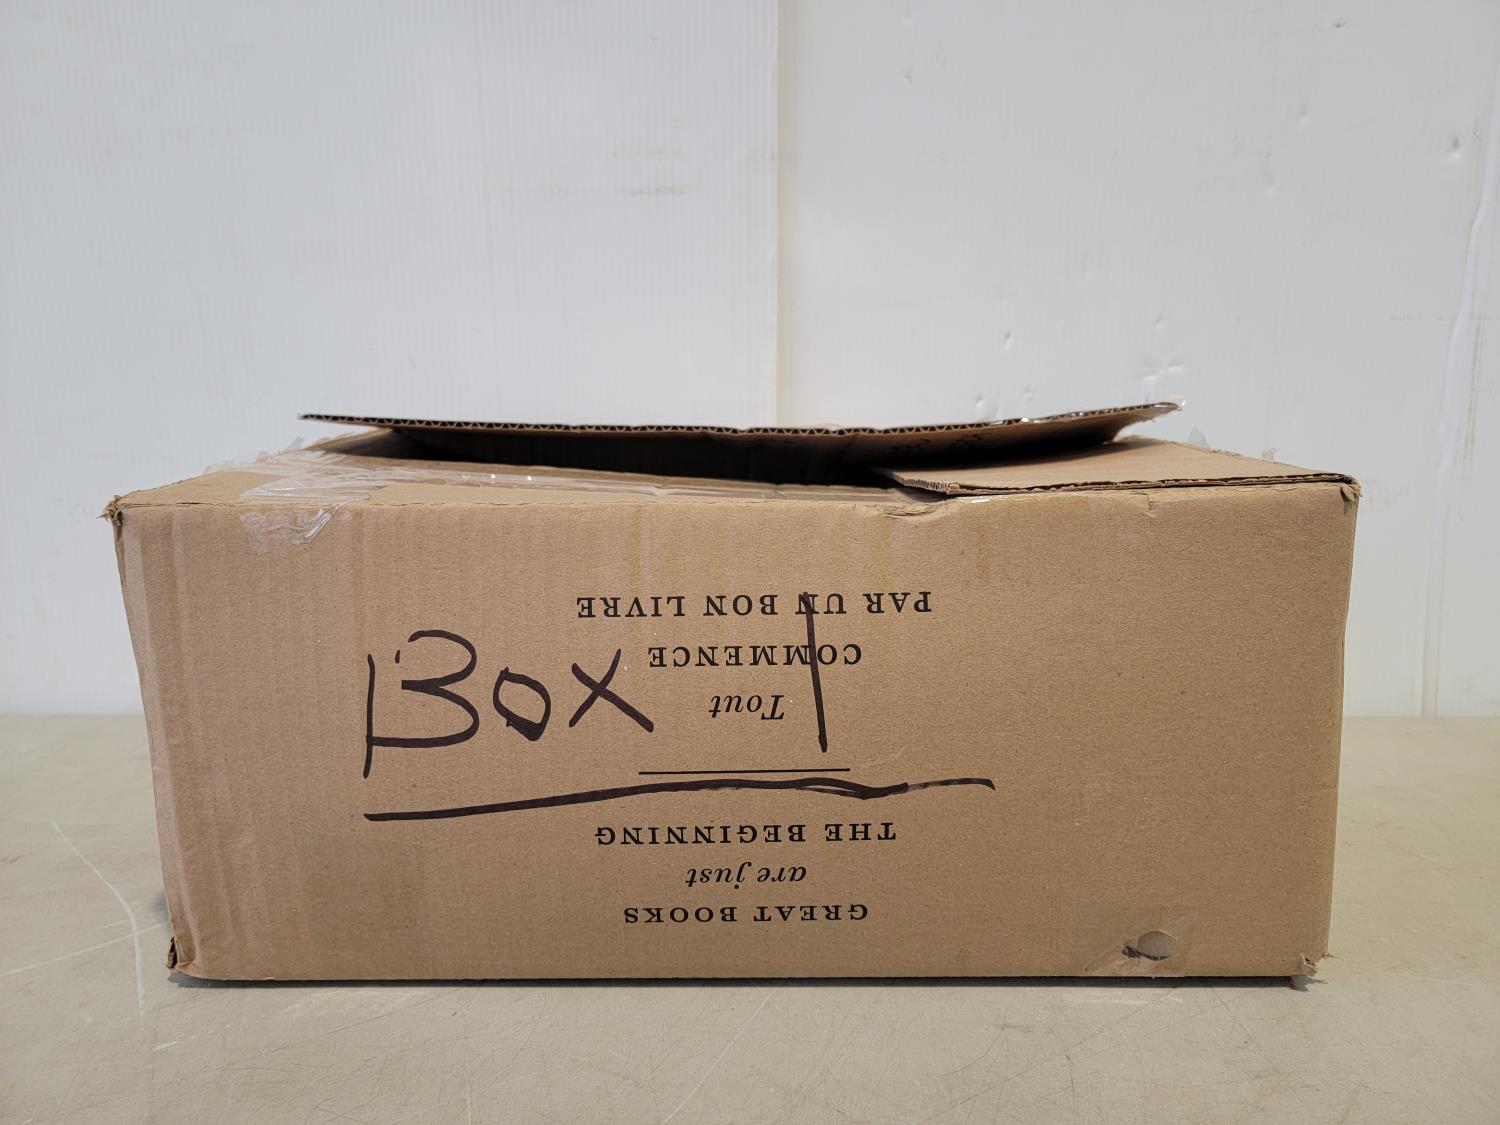 Box 1
GREAT BOOKS
are just
THE BEGINNING
Tout
COMMENCE
PAR UN BON LIVRE